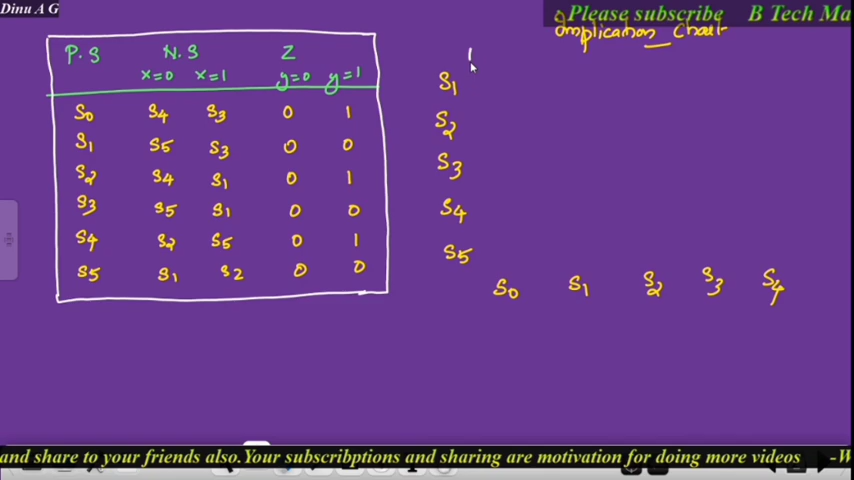 Dinu A G
Please subscribe B Tech Ma
Implication Chart
P.S N.S Z
x=0 x=1 y=0 y=1
S0 S4 S3 0 1
S1 S5 S3 0 0
S2 S4 S1 0 1
S3 S5 S1 0 0
S4 S2 S5 0 1
S5 S1 S2 0 0
S1
S2
S3
S4
S5
S0 S1 S2 S3 S4
and share to your friends also.Your subscribptions and sharing are motivation for doing more videos -W